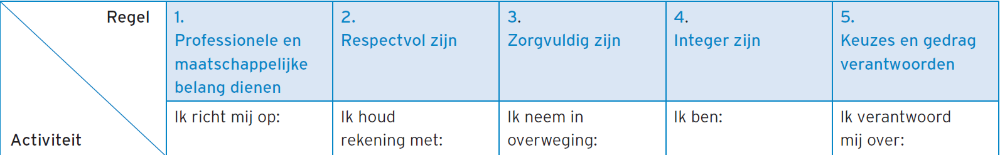 Regel
Activiteit
1.
Professionele en
maatschappelijke
belang dienen
2.
Respectvol zijn
3.
Zorgvuldig zijn
4.
Integer zijn
5.
Keuzes en gedrag
verantwoorden
Ik richt mij op:
Ik houd
rekening met:
Ik neem in
overweging:
Ik ben:
Ik verantwoord
mij over: